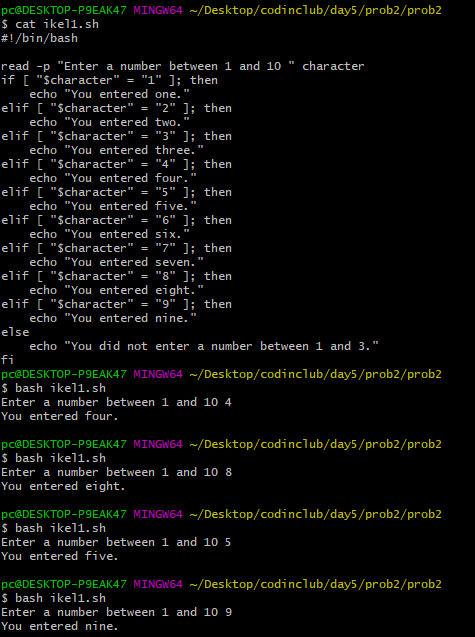 pc@DESKTOP-P9EAK47 MINGW64 ~/Desktop/codinclub/day5/prob2/prob2
$ cat ikel1.sh
#!/bin/bash

read -p "Enter a number between 1 and 10 " character
if [ "$character" = "1" ]; then
    echo "You entered one."
elif [ "$character" = "2" ]; then
    echo "You entered two."
elif [ "$character" = "3" ]; then
    echo "You entered three."
elif [ "$character" = "4" ]; then
    echo "You entered four."
elif [ "$character" = "5" ]; then
    echo "You entered five."
elif [ "$character" = "6" ]; then
    echo "You entered six."
elif [ "$character" = "7" ]; then
    echo "You entered seven."
elif [ "$character" = "8" ]; then
    echo "You entered eight."
elif [ "$character" = "9" ]; then
    echo "You entered nine."
else
    echo "You did not enter a number between 1 and 3."
fi
pc@DESKTOP-P9EAK47 MINGW64 ~/Desktop/codinclub/day5/prob2/prob2
$ bash ikel1.sh
Enter a number between 1 and 10 4
You entered four.

pc@DESKTOP-P9EAK47 MINGW64 ~/Desktop/codinclub/day5/prob2/prob2
$ bash ikel1.sh
Enter a number between 1 and 10 8
You entered eight.

pc@DESKTOP-P9EAK47 MINGW64 ~/Desktop/codinclub/day5/prob2/prob2
$ bash ikel1.sh
Enter a number between 1 and 10 5
You entered five.

pc@DESKTOP-P9EAK47 MINGW64 ~/Desktop/codinclub/day5/prob2/prob2
$ bash ikel1.sh
Enter a number between 1 and 10 9
You entered nine.